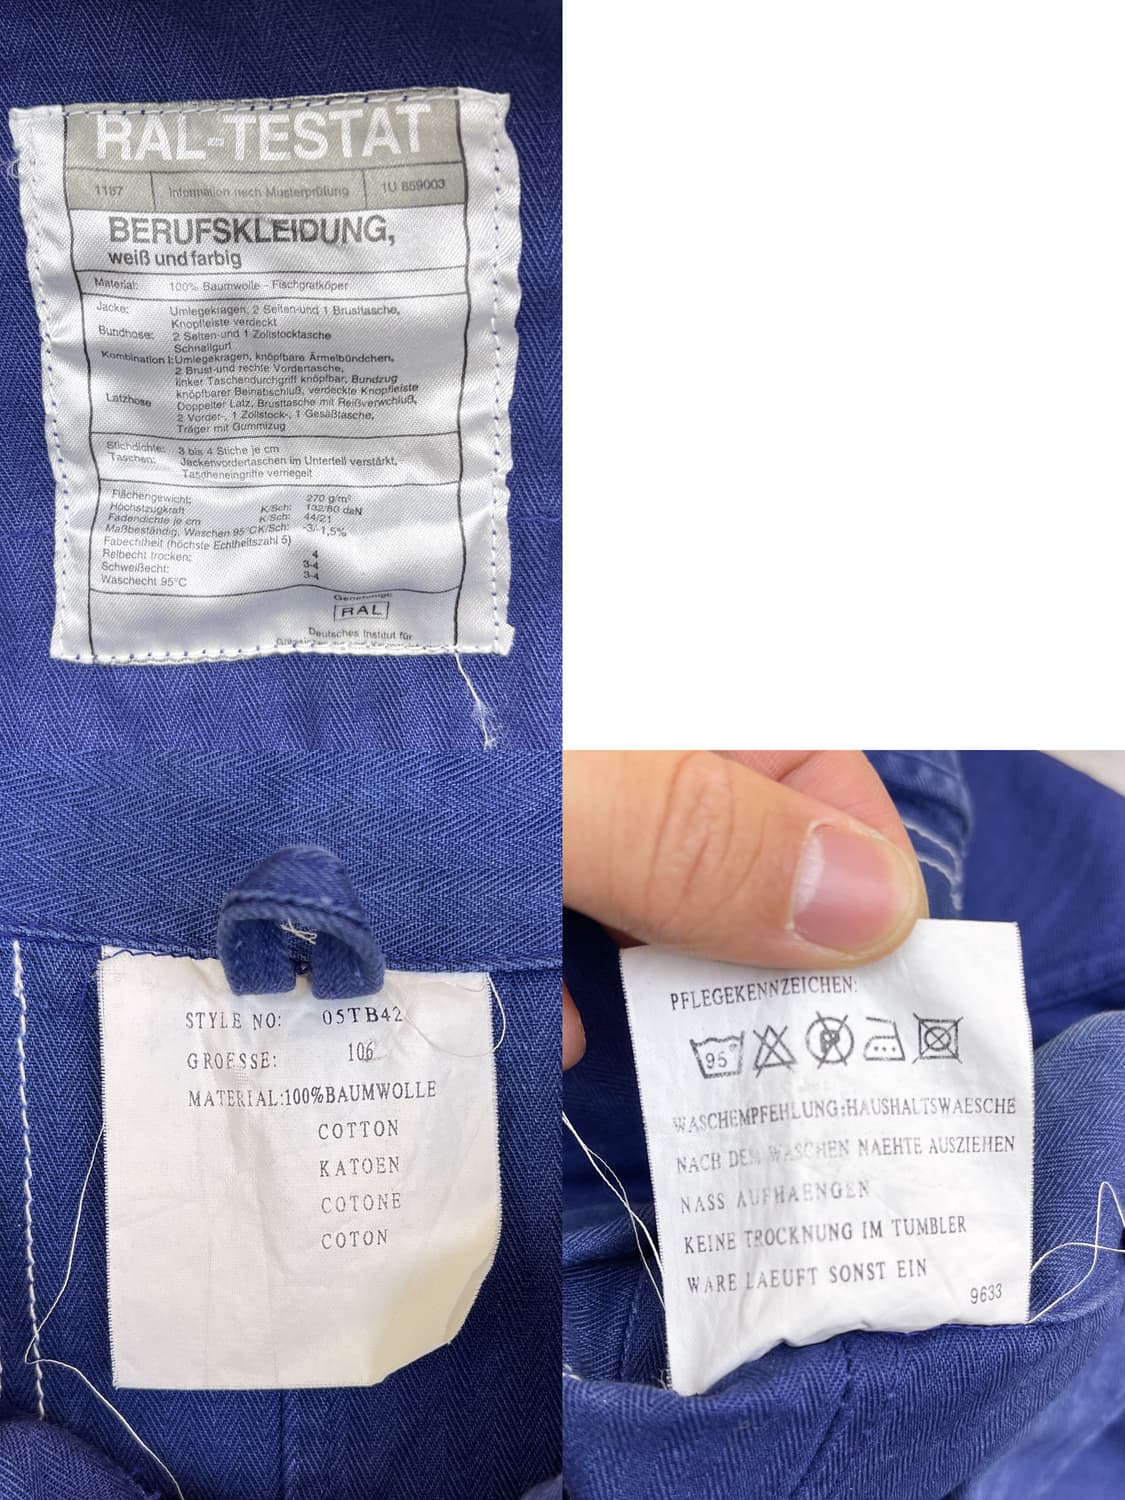 RAL-TESTAT
1187 Information nach Musterprüfung 1U 859003
BERUFSKLEIDUNG,
weiß und farbig
Material: 100% Baumwolle - Fischgratköper
Jacke: Umlegekragen, 2 Seiten-und 1 Brusttasche,
Knopfleiste verdeckt
Bundhose: 2 Seiten-und 1 Zollstocktasche
Schnallgurt
Kombination I: Umlegekragen, knöpfbare Ärmelbündchen,
2 Brust-und rechte Vordertasche,
linker Taschendurchgriff knöpfbar, Bundzug
knöpfbarer Beinabschluß, verdeckte Knopfleiste
Latzhose Doppelter Latz, Brusttasche mit Reißverwchluß,
2 Vorder-, 1 Zollstock-, 1 Gesäßtasche,
Träger mit Gummizug
Stichdichte: 3 bis 4 Stiche je cm
Taschen: Jackenvordertaschen im Unterteil verstärkt,
Tascheneingriffe verriegelt
Flächengewicht: 270 g/m²
Höchstzugkraft K/Sch: 132/80 daN
Fadendichte je cm K/Sch: 44/21
Maßbeständig, Waschen 95°C K/Sch: -3/-1,5%
Fabechtheit (höchste Echtheitszahl 5)
Reibecht trocken: 4
Schweißecht: 3-4
Waschecht 95°C 3-4
Genehmigt:
RAL
Deutsches Institut für
STYLE NO: 05TB42
GROESSE: 106
MATERIAL:100%BAUMWOLLE
COTTON
KATOEN
COTONE
COTON
PFLEGEKENNZEICHEN:
95 P
WASCHEMPFEHLUNG:HAUSHALTSWAESCHE
NACH DEM WASCHEN NAEHTE AUSZIEHEN
NASS AUFHAENGEN
KEINE TROCKNUNG IM TUMBLER
WARE LAEUFT SONST EIN
9633